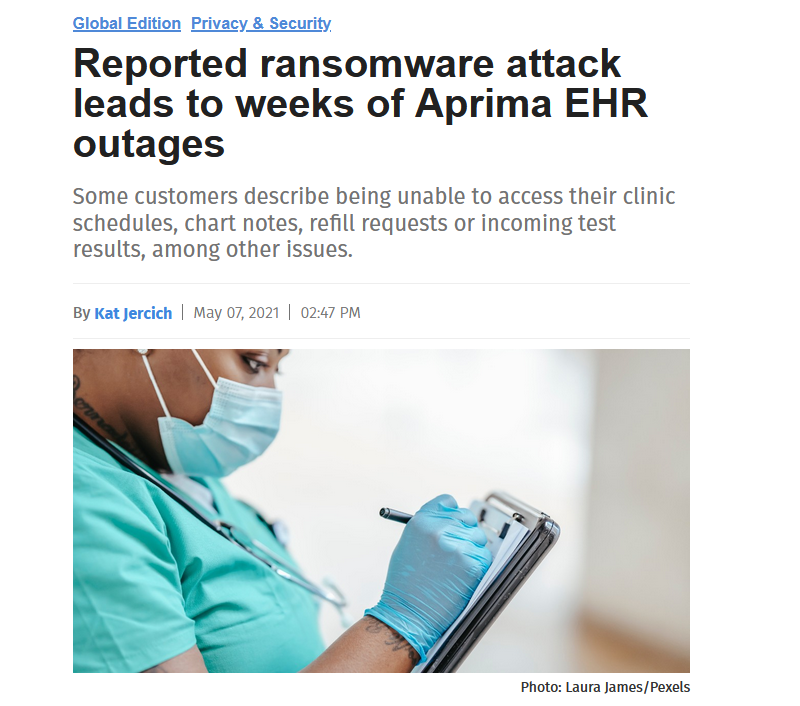 Global Edition Privacy & Security
Reported ransomware attack
leads to weeks of Aprima EHR
outages
Some customers describe being unable to access their clinic
schedules, chart notes, refill requests or incoming test
results, among other issues.
By Kat Jercich | May 07, 2021 | 02:47 PM
Photo: Laura James/Pexels